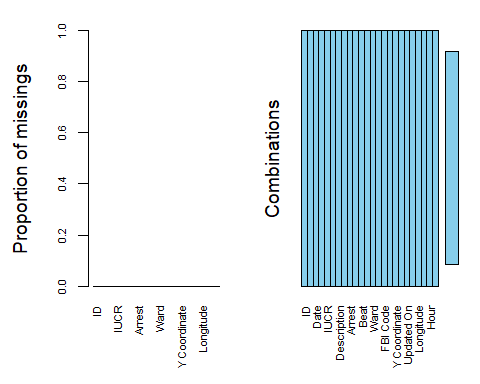 Proportion of missings
1.0
0.8
0.6
0.4
0.2
0.0
ID
IUCR
Arrest
Ward
Y Coordinate
Longitude
Combinations
ID
Date
IUCR
Description
Arrest
Beat
Ward
FBI Code
Y Coordinate
Updated On
Longitude
Hour